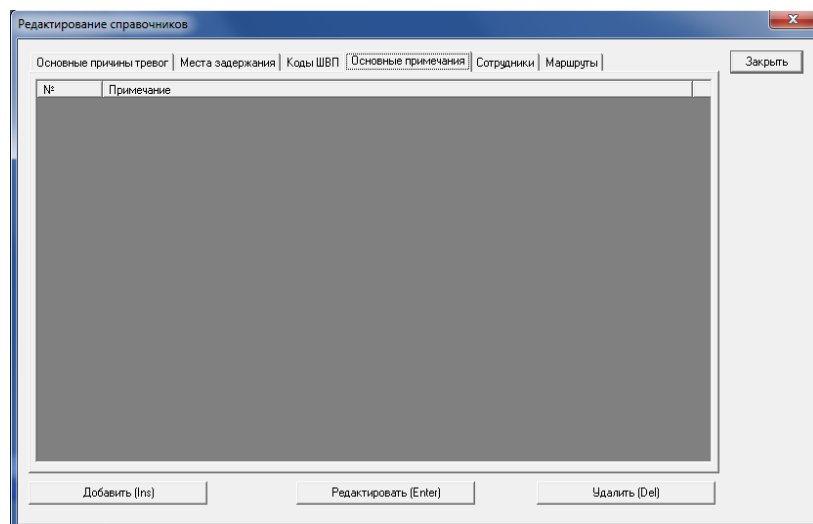 Редактирование справочников
Основные причины тревог Места задержания Коды ШВП Основные примечания Сотрудники Маршруты
Закрыть
№ Примечание
Добавить (Ins) Редактировать (Enter) Удалить (Del)